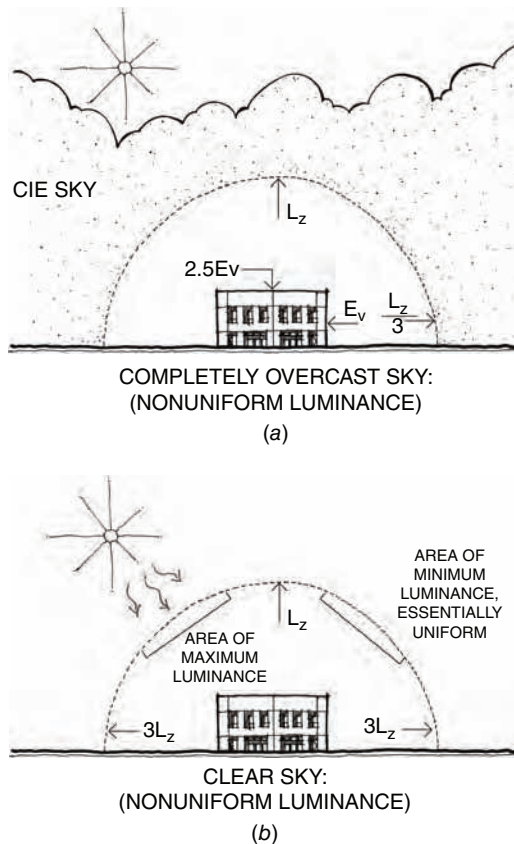 CIE SKY
L_z
2.5Ev
E_v
L_z
3
COMPLETELY OVERCAST SKY:
(NONUNIFORM LUMINANCE)
(a)
AREA OF
MINIMUM
LUMINANCE,
ESSENTIALLY
UNIFORM
L_z
AREA OF
MAXIMUM
LUMINANCE
3L_z
3L_z
CLEAR SKY:
(NONUNIFORM LUMINANCE)
(b)